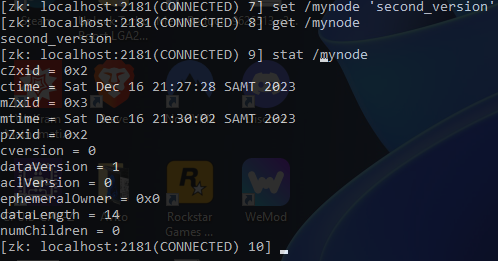 [zk: localhost:2181(CONNECTED) 7] set /mynode 'second_version'
[zk: localhost:2181(CONNECTED) 8] get /mynode
second_version
[zk: localhost:2181(CONNECTED) 9] stat /mynode
cZxid = 0x2
ctime = Sat Dec 16 21:27:28 SAMT 2023
mZxid = 0x3
mtime = Sat Dec 16 21:30:02 SAMT 2023
pZxid = 0x2
cversion = 0
dataVersion = 1
aclVersion = 0
ephemeralOwner = 0x0
dataLength = 14
numChildren = 0
[zk: localhost:2181(CONNECTED) 10]
Rockstar
Games ...
WeMod